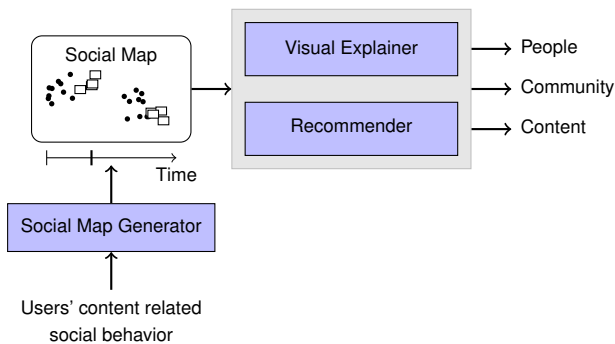 Social Map
Time
Social Map Generator
Users' content related
social behavior
Visual Explainer
Recommender
People
Community
Content